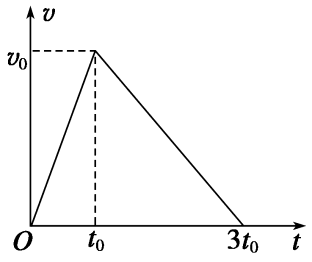 v
v₀
O t₀ 3t₀ t